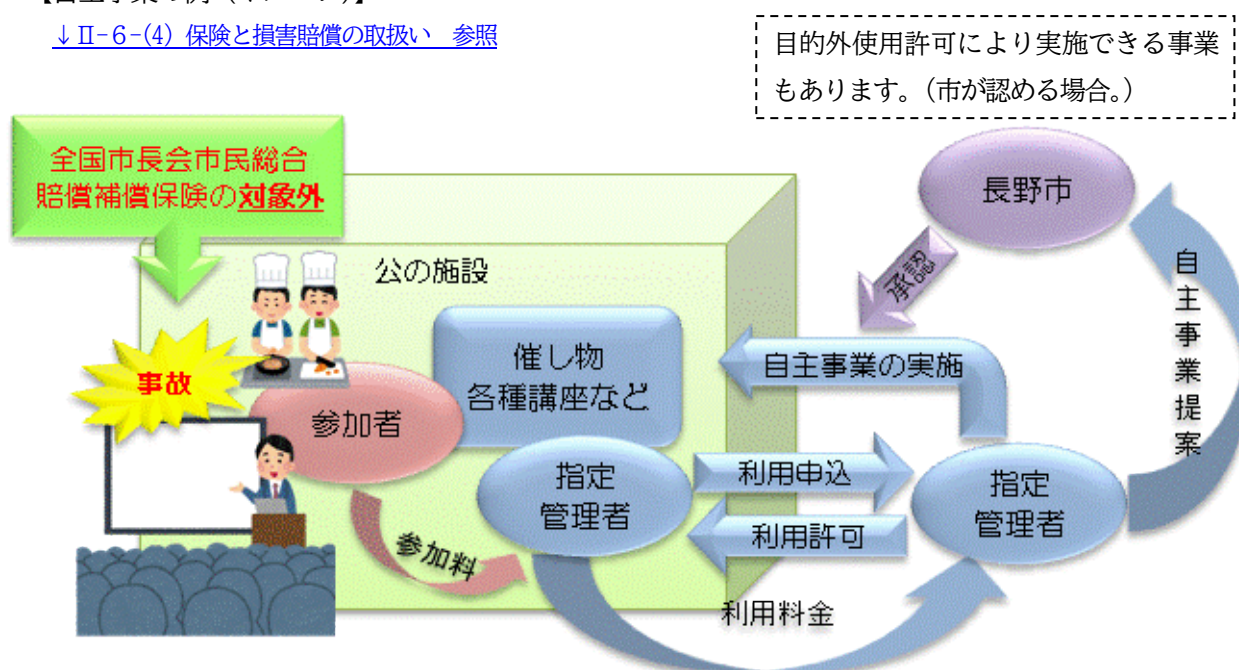 ↓Ⅱ-6-(4) 保険と損害賠償の取扱い 参照
目的外使用許可により実施できる事業
もあります。（市が認める場合。）
全国市長会市民総合
賠償補償保険の対象外
長野市
公の施設
承認
自主事業提案
催し物
各種講座など
自主事業の実施
事故
参加者
指定
管理者
利用申込
利用許可
指定
管理者
参加料
利用料金